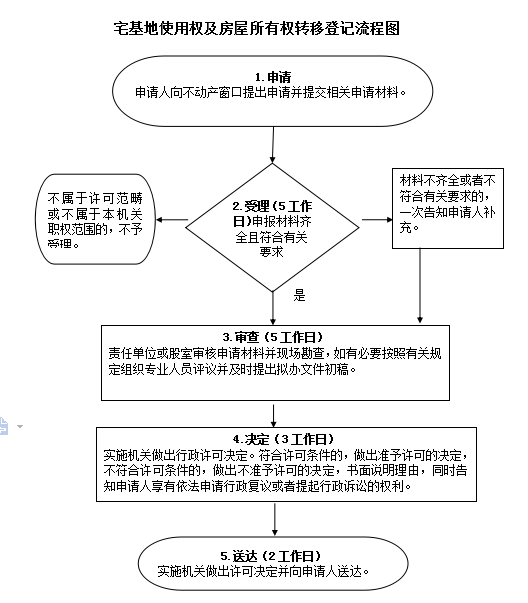 宅基地使用权及房屋所有权转移登记流程图
1.申请
申请人向不动产窗口提出申请并提交相关申请材料。
不属于许可范畴
或不属于本机关
职权范围的，不予
受理。
2.受理（5工作
日）申报材料齐
全且符合有关
要求
材料不齐全或者不
符合有关要求的，
一次告知申请人补
充。
是
3.审查（5工作日）
责任单位或股室审核申请材料并现场勘查，如有必要按照有关规
定组织专业人员评议并及时提出拟办文件初稿。
4.决定（3工作日）
实施机关做出行政许可决定。符合许可条件的，做出准予许可的决定，
不符合许可条件的，做出不准予许可的决定，书面说明理由，同时告
知申请人享有依法申请行政复议或者提起行政诉讼的权利。
5.送达（2工作日）
实施机关做出许可决定并向申请人送达。